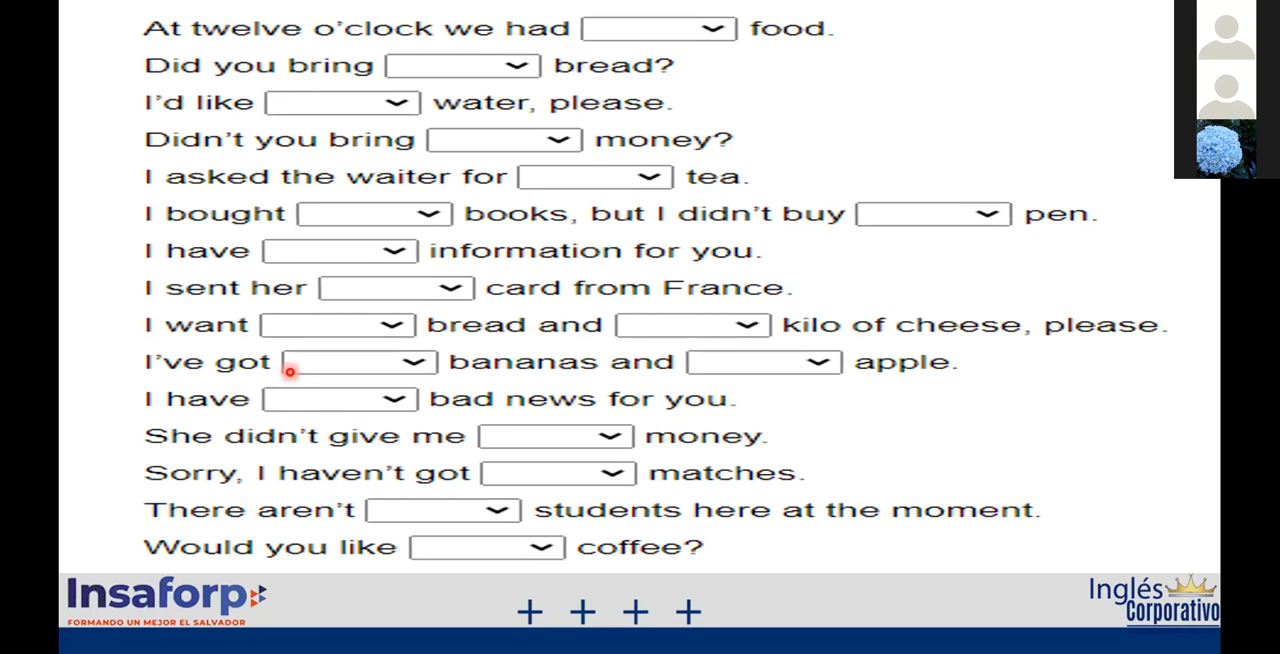 At twelve o'clock we had food.
Did you bring bread?
I'd like water, please.
Didn't you bring money?
I asked the waiter for tea.
I bought books, but I didn't buy pen.
I have information for you.
I sent her card from France.
I want bread and kilo of cheese, please.
I've got bananas and apple.
I have bad news for you.
She didn't give me money.
Sorry, I haven't got matches.
There aren't students here at the moment.
Would you like coffee?
Insaforp
FORMANDO UN MEJOR EL SALVADOR
+ + + +
Inglés
Corporativo